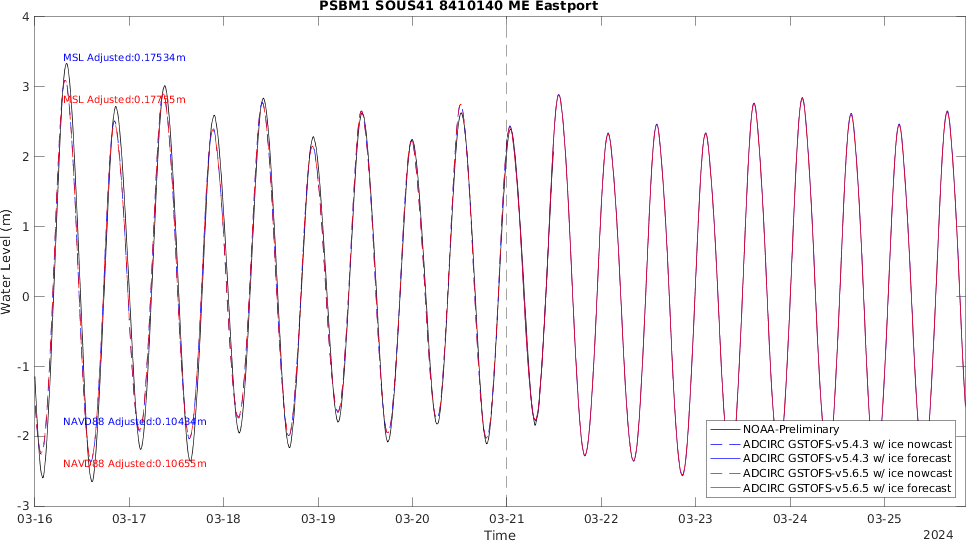 PSBM1 SOUS41 8410140 ME Eastport
4
3
2
1
0
-1
-2
-3
Water Level (m)
MSL Adjusted:0.17534m
MSL Adjusted:0.17755m
NAVD88 Adjusted:0.10434m
NAVD88 Adjusted:0.10655m
NOAA-Preliminary
ADCIRC GSTOFS-v5.4.3 w/ ice nowcast
ADCIRC GSTOFS-v5.4.3 w/ ice forecast
ADCIRC GSTOFS-v5.6.5 w/ ice nowcast
ADCIRC GSTOFS-v5.6.5 w/ ice forecast
03-16 03-17 03-18 03-19 03-20 03-21 03-22 03-23 03-24 03-25
Time
2024